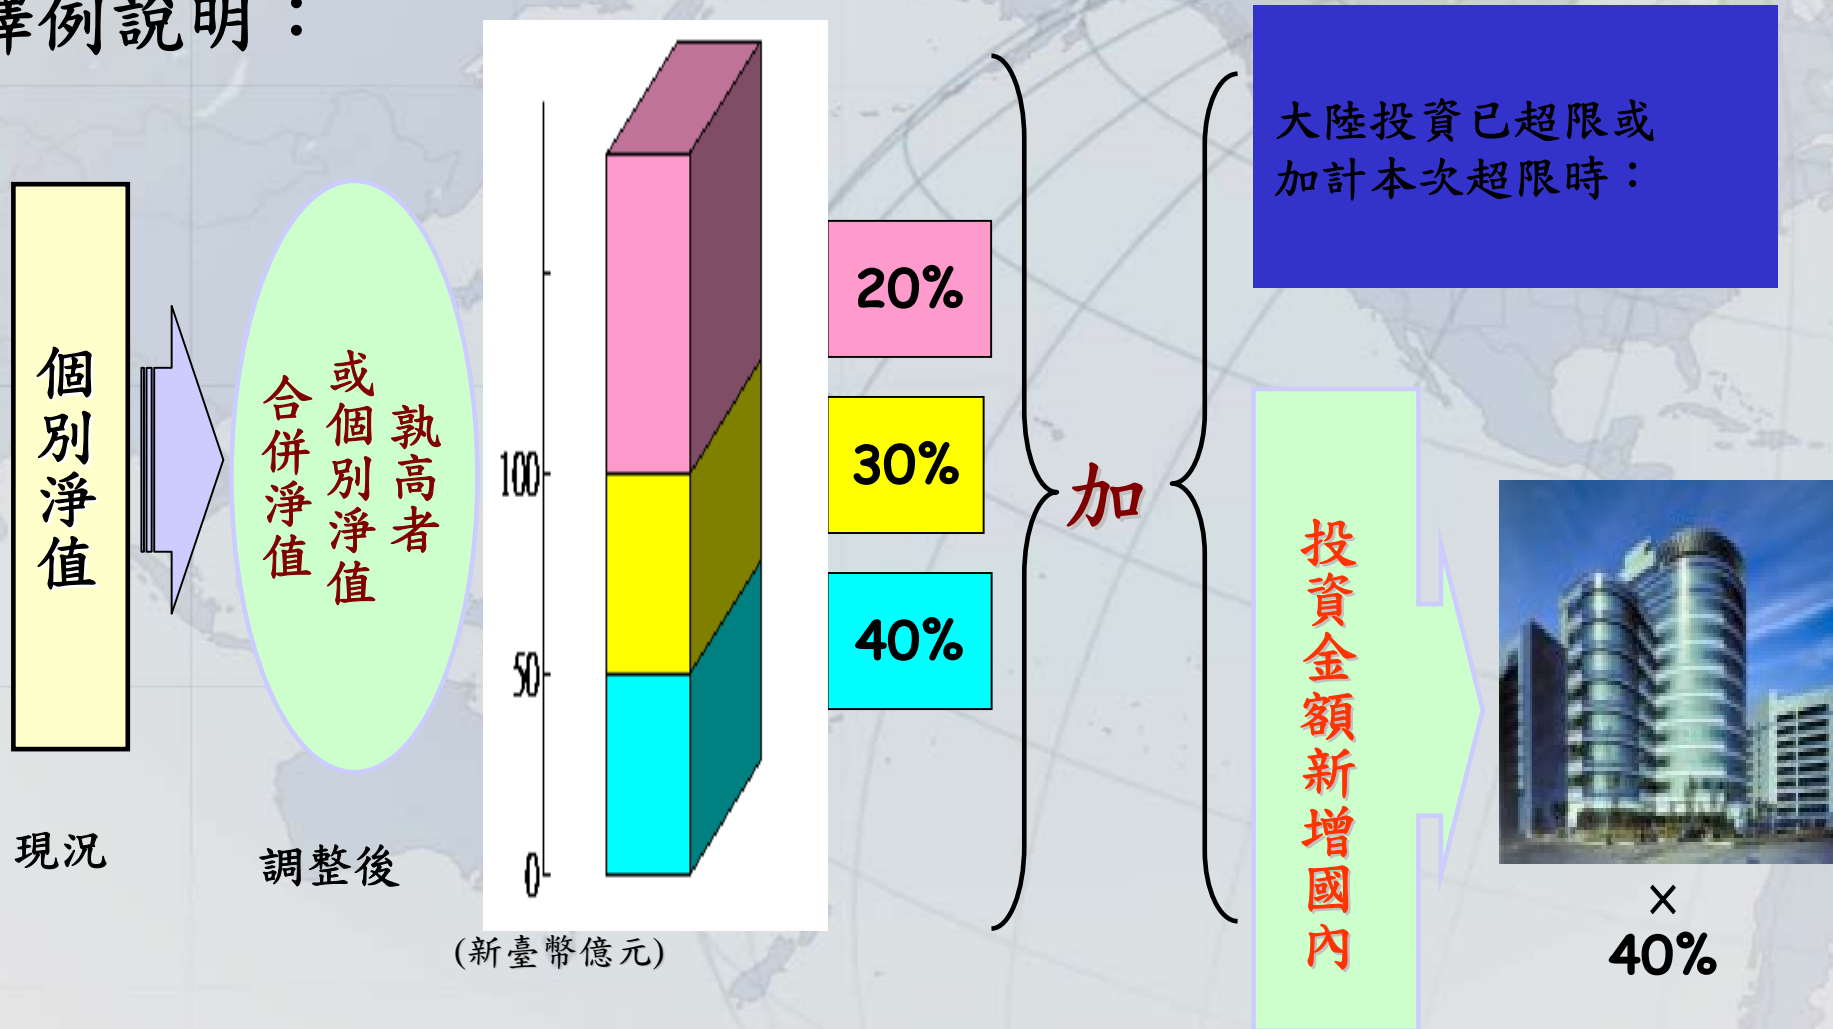 擇例說明：
個別淨值
現況
合併淨值
或個別淨值
孰高者
調整後
100
50
0
(新臺幣億元)
20%
30%
40%
加
大陸投資已超限或
加計本次超限時：
投資金額新增國內
×
40%